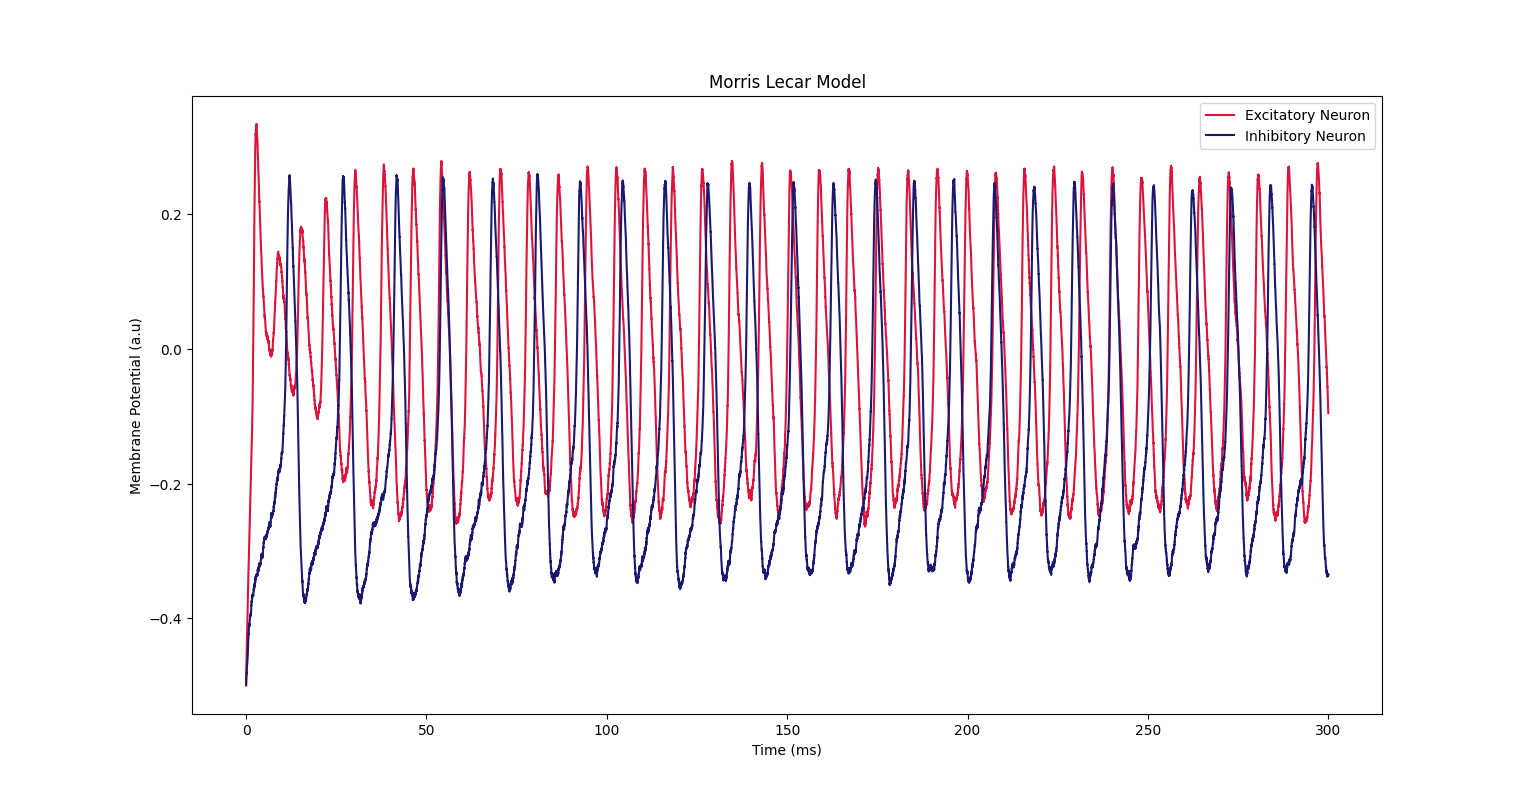 Morris Lecar Model
Excitatory Neuron
Inhibitory Neuron
Membrane Potential (a.u)
0.2
0.0
−0.2
−0.4
0 50 100 150 200 250 300
Time (ms)